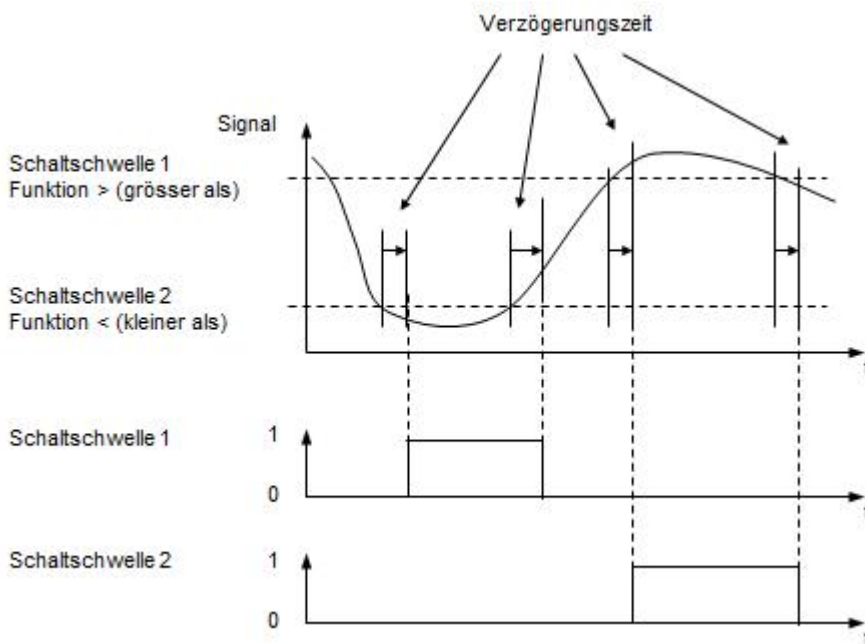 Verzögerungszeit
Signal
Schaltschwelle 1
Funktion > (grösser als)
Schaltschwelle 2
Funktion < (kleiner als)
t
Schaltschwelle 1
1
0
t
Schaltschwelle 2
1
0
t